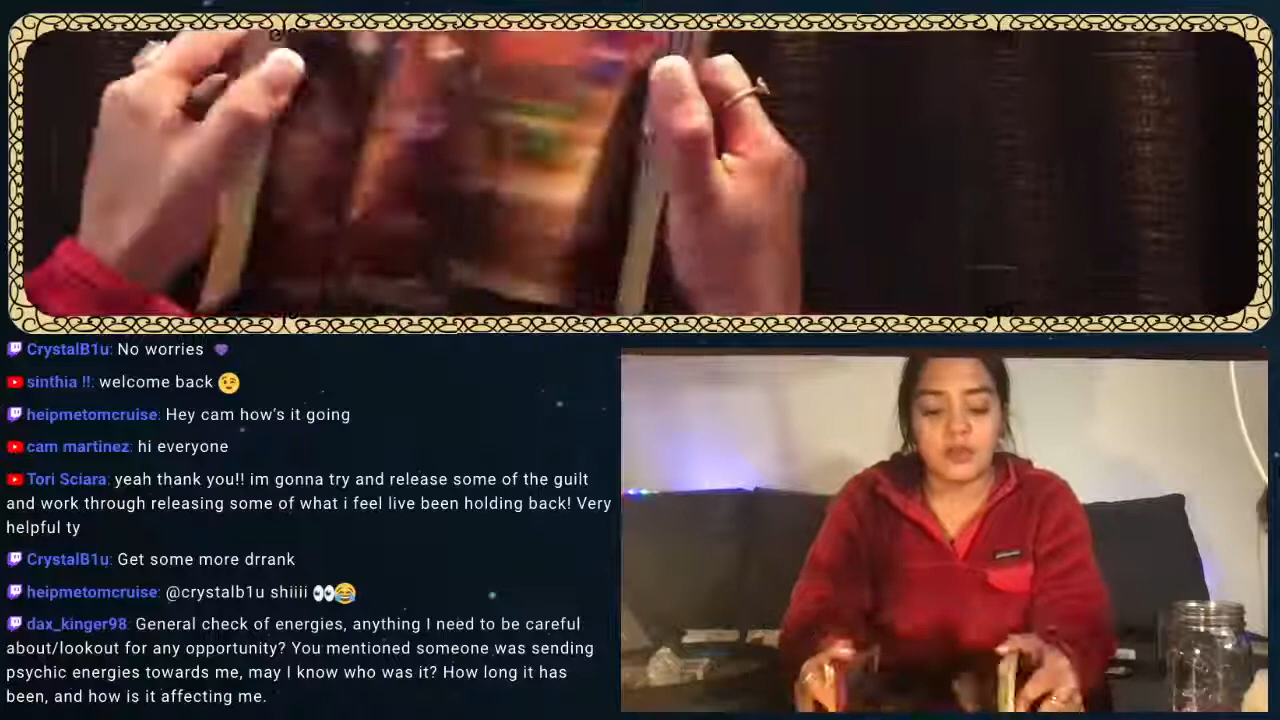 CrystalB1u: No worries 💜
sinthia !!: welcome back 😉
heipmetomcruise: Hey cam how's it going
cam martinez: hi everyone
Tori Sciara: yeah thank you!! im gonna try and release some of the guilt
and work through releasing some of what i feel live been holding back! Very
helpful ty
CrystalB1u: Get some more drrank
heipmetomcruise: @crystalb1u shiiii 👀😂
dax_kinger98: General check of energies, anything I need to be careful
about/lookout for any opportunity? You mentioned someone was sending
psychic energies towards me, may I know who was it? How long it has
been, and how is it affecting me.